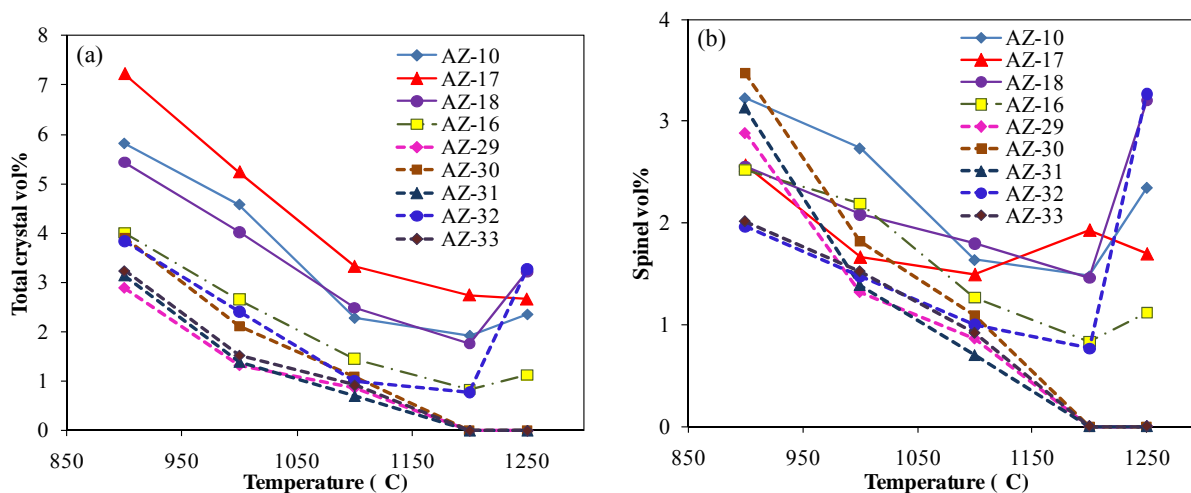 (a)
Total crystal vol%
8
7
6
5
4
3
2
1
0
850
950
1050
1150
1250
Temperature ( C)
AZ-10
AZ-17
AZ-18
AZ-16
AZ-29
AZ-30
AZ-31
AZ-32
AZ-33
(b)
Spinel vol%
4
3
2
1
0
850
950
1050
1150
1250
Temperature ( C)
AZ-10
AZ-17
AZ-18
AZ-16
AZ-29
AZ-30
AZ-31
AZ-32
AZ-33